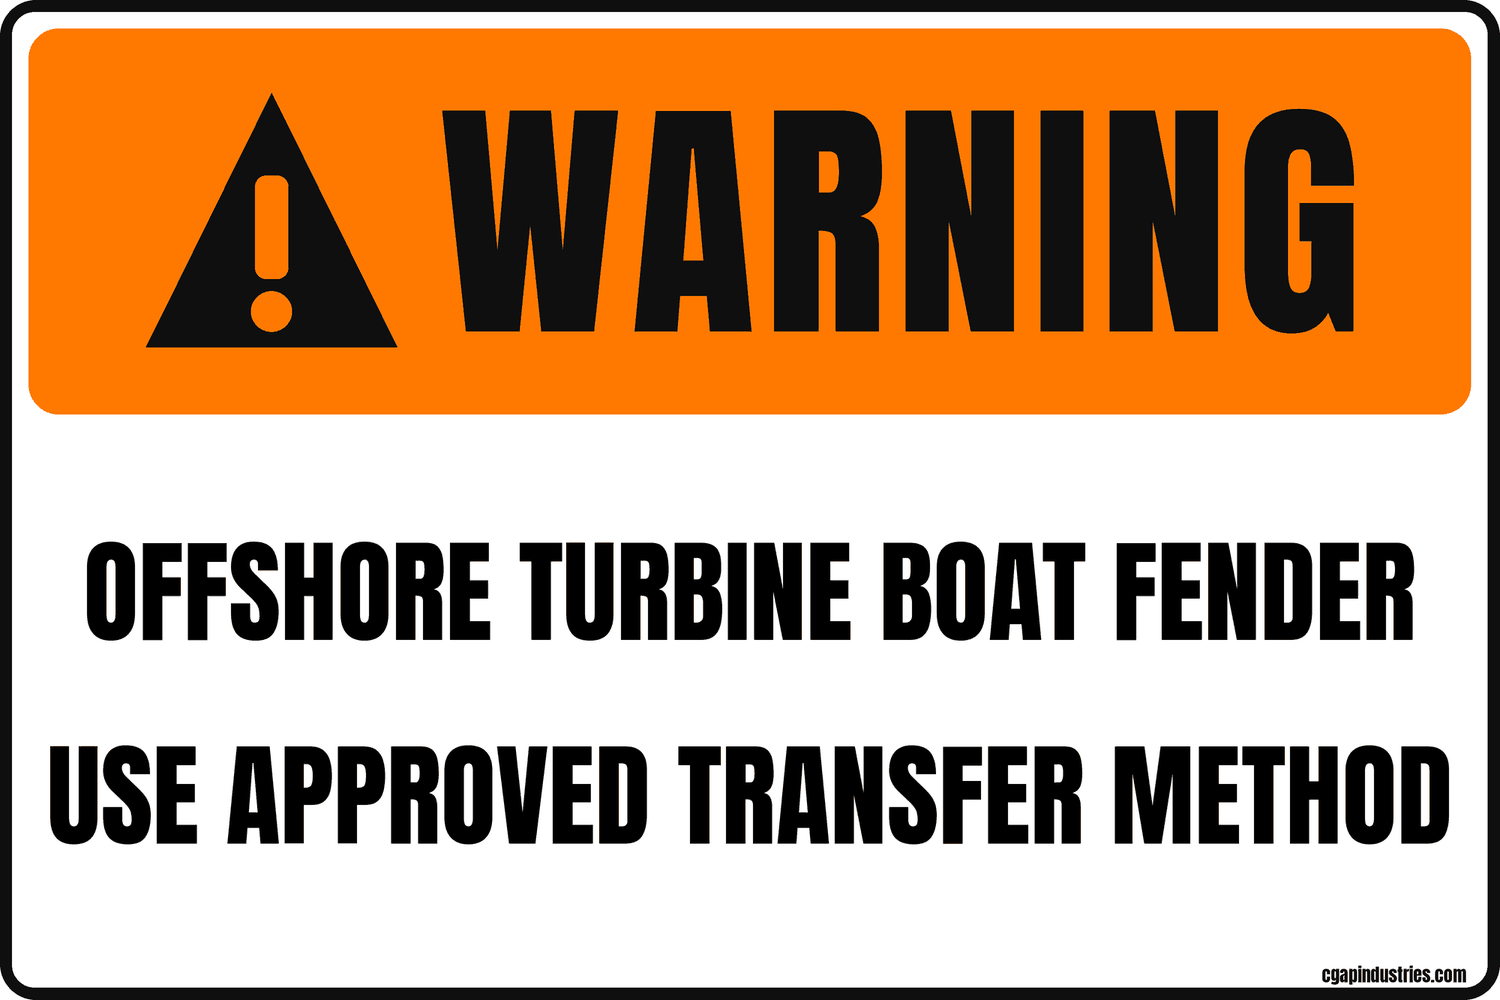 WARNING
OFFSHORE TURBINE BOAT FENDER
USE APPROVED TRANSFER METHOD
cgapindustries.com